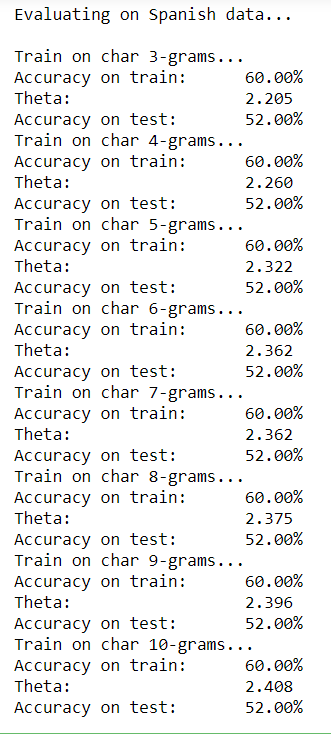 Evaluating on Spanish data...
Train on char 3-grams...
Accuracy on train: 60.00%
Theta: 2.205
Accuracy on test: 52.00%
Train on char 4-grams...
Accuracy on train: 60.00%
Theta: 2.260
Accuracy on test: 52.00%
Train on char 5-grams...
Accuracy on train: 60.00%
Theta: 2.322
Accuracy on test: 52.00%
Train on char 6-grams...
Accuracy on train: 60.00%
Theta: 2.362
Accuracy on test: 52.00%
Train on char 7-grams...
Accuracy on train: 60.00%
Theta: 2.362
Accuracy on test: 52.00%
Train on char 8-grams...
Accuracy on train: 60.00%
Theta: 2.375
Accuracy on test: 52.00%
Train on char 9-grams...
Accuracy on train: 60.00%
Theta: 2.396
Accuracy on test: 52.00%
Train on char 10-grams...
Accuracy on train: 60.00%
Theta: 2.408
Accuracy on test: 52.00%